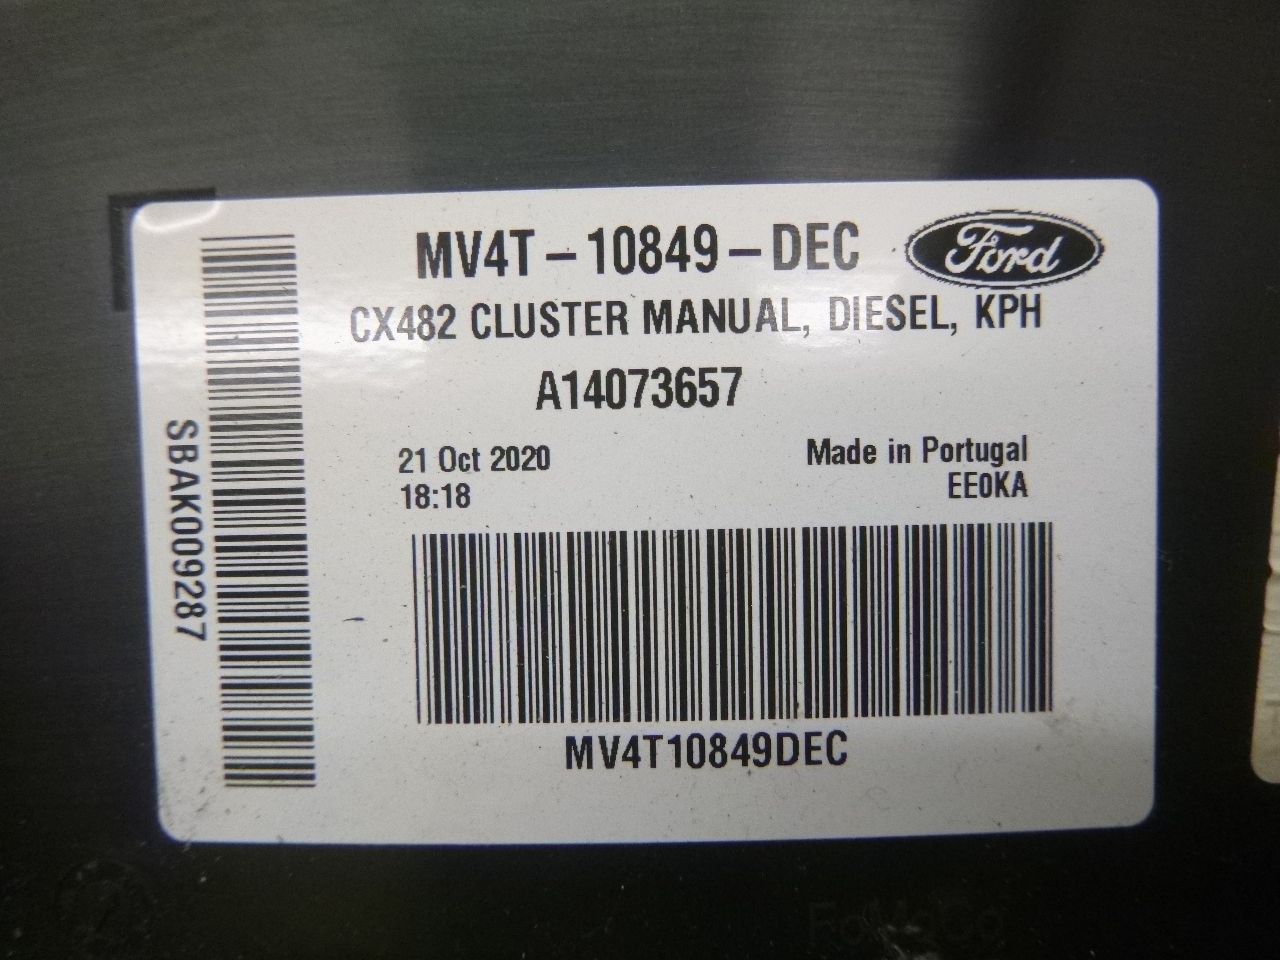 MV4T-10849-DEC
Ford
CX482 CLUSTER MANUAL, DIESEL, KPH
A14073657
21 Oct 2020
18:18
Made in Portugal
EE0KA
SBAK009287
MV4T10849DEC
FoMoCo